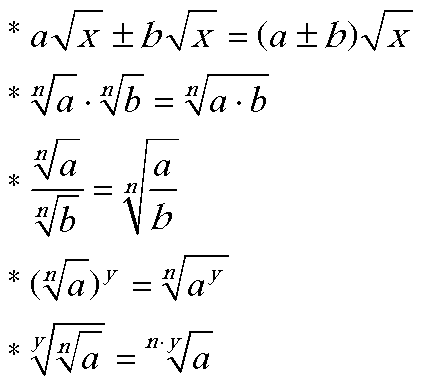 * a√x ± b√x = (a ± b)√x
* ⁿ√a · ⁿ√b = ⁿ√(a · b)
* ⁿ√a / ⁿ√b = ⁿ√(a / b)
* (ⁿ√a)ʸ = ⁿ√(aʸ)
* ʸ√(ⁿ√a) = ⁿ·ʸ√a